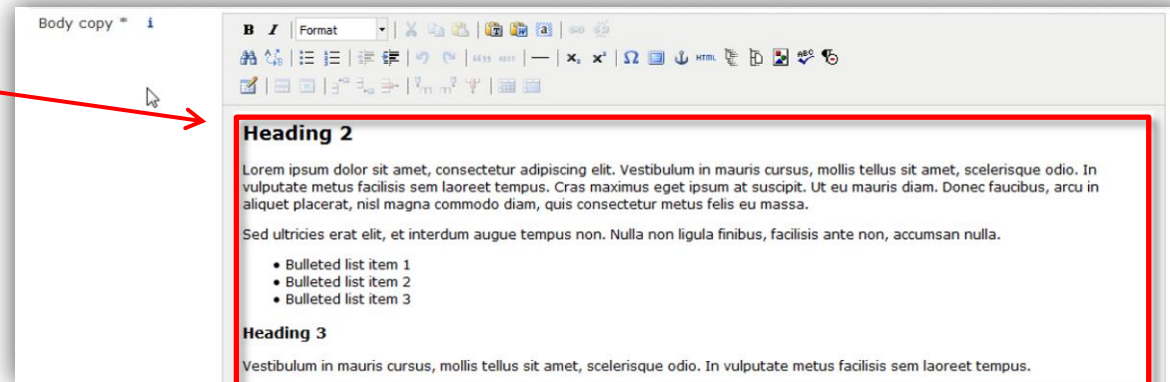 Body copy * i
B I Format
HTML
Heading 2
Lorem ipsum dolor sit amet, consectetur adipiscing elit. Vestibulum in mauris cursus, mollis tellus sit amet, scelerisque odio. In
vulputate metus facilisis sem laoreet tempus. Cras maximus eget ipsum at suscipit. Ut eu mauris diam. Donec faucibus, arcu in
aliquet placerat, nisl magna commodo diam, quis consectetur metus felis eu massa.
Sed ultricies erat elit, et interdum augue tempus non. Nulla non ligula finibus, facilisis ante non, accumsan nulla.
• Bulleted list item 1
• Bulleted list item 2
• Bulleted list item 3
Heading 3
Vestibulum in mauris cursus, mollis tellus sit amet, scelerisque odio. In vulputate metus facilisis sem laoreet tempus.